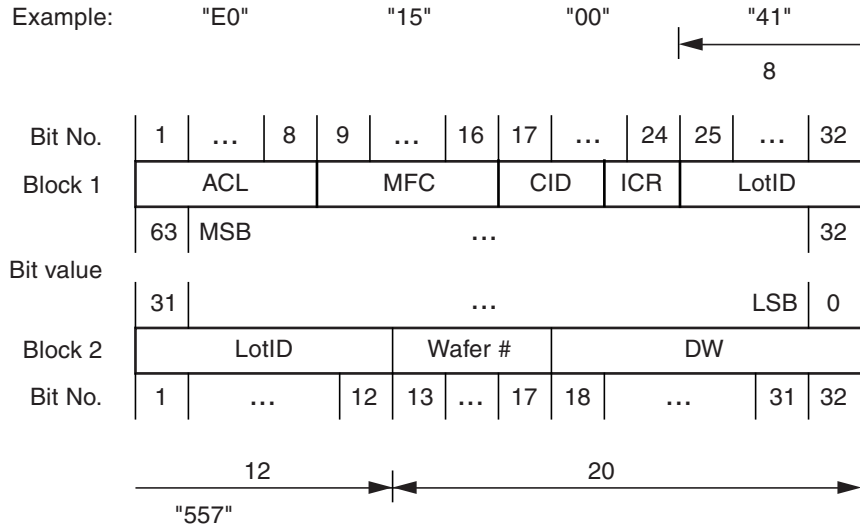 Example: "E0" "15" "00" "41"
8
Bit No. 1 ... 8 9 ... 16 17 ... 24 25 ... 32
Block 1 ACL MFC CID ICR LotID
63 MSB ... 32
Bit value
31 ... LSB 0
Block 2 LotID Wafer # DW
Bit No. 1 ... 12 13 ... 17 18 ... 31 32
12 20
"557"